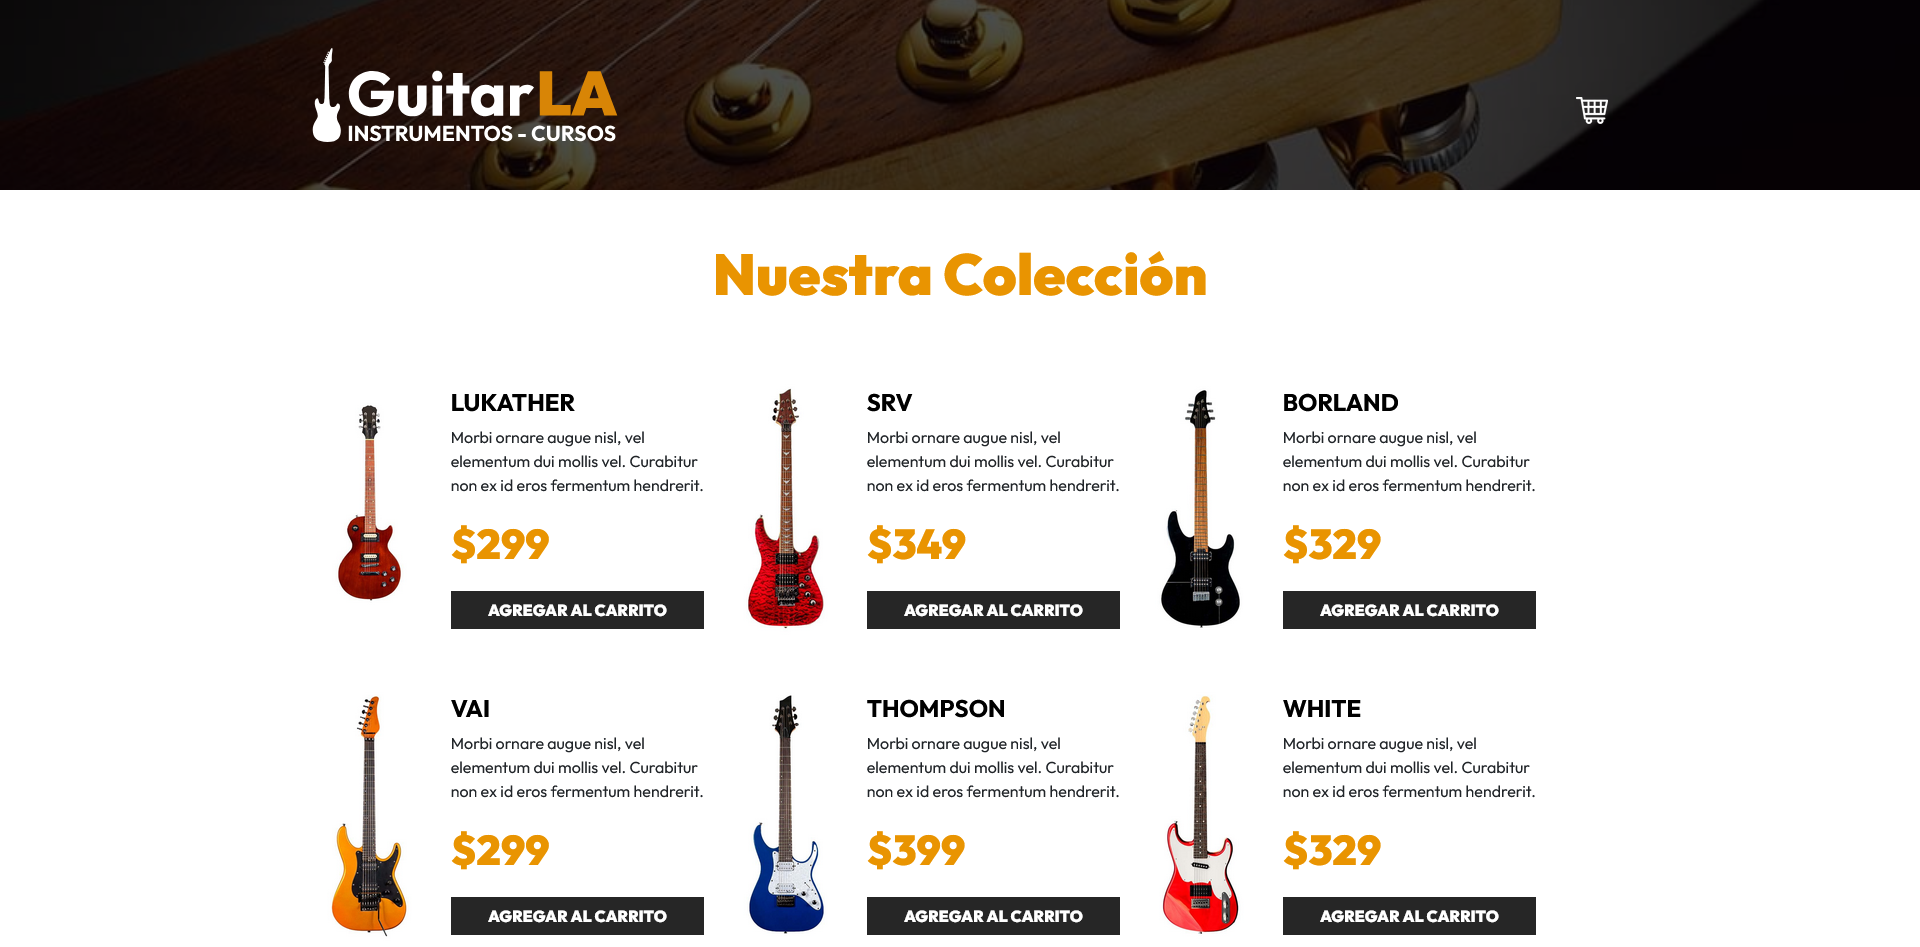 GuitarLA
INSTRUMENTOS - CURSOS
Nuestra Colección
LUKATHER
Morbi ornare augue nisl, vel
elementum dui mollis vel. Curabitur
non ex id eros fermentum hendrerit.
$299
AGREGAR AL CARRITO
SRV
Morbi ornare augue nisl, vel
elementum dui mollis vel. Curabitur
non ex id eros fermentum hendrerit.
$349
AGREGAR AL CARRITO
BORLAND
Morbi ornare augue nisl, vel
elementum dui mollis vel. Curabitur
non ex id eros fermentum hendrerit.
$329
AGREGAR AL CARRITO
VAI
Morbi ornare augue nisl, vel
elementum dui mollis vel. Curabitur
non ex id eros fermentum hendrerit.
$299
AGREGAR AL CARRITO
THOMPSON
Morbi ornare augue nisl, vel
elementum dui mollis vel. Curabitur
non ex id eros fermentum hendrerit.
$399
AGREGAR AL CARRITO
WHITE
Morbi ornare augue nisl, vel
elementum dui mollis vel. Curabitur
non ex id eros fermentum hendrerit.
$329
AGREGAR AL CARRITO